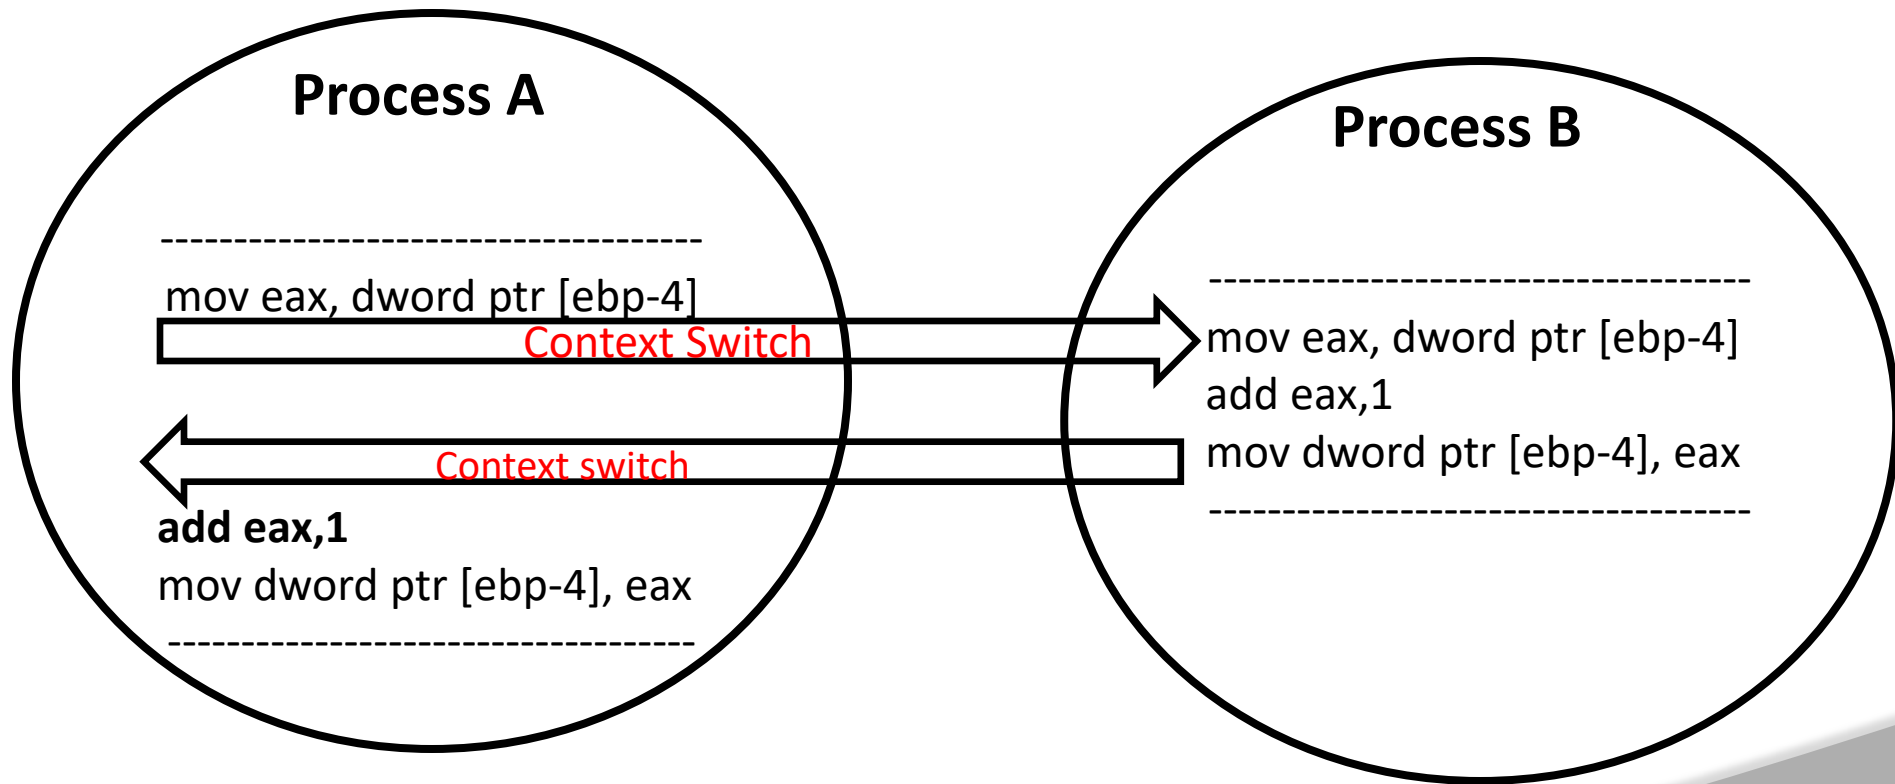 Process A
------------------------------------
mov eax, dword ptr [ebp-4]
Context Switch
Context switch
add eax,1
mov dword ptr [ebp-4], eax
------------------------------------
Process B
------------------------------------
mov eax, dword ptr [ebp-4]
add eax,1
mov dword ptr [ebp-4], eax
------------------------------------